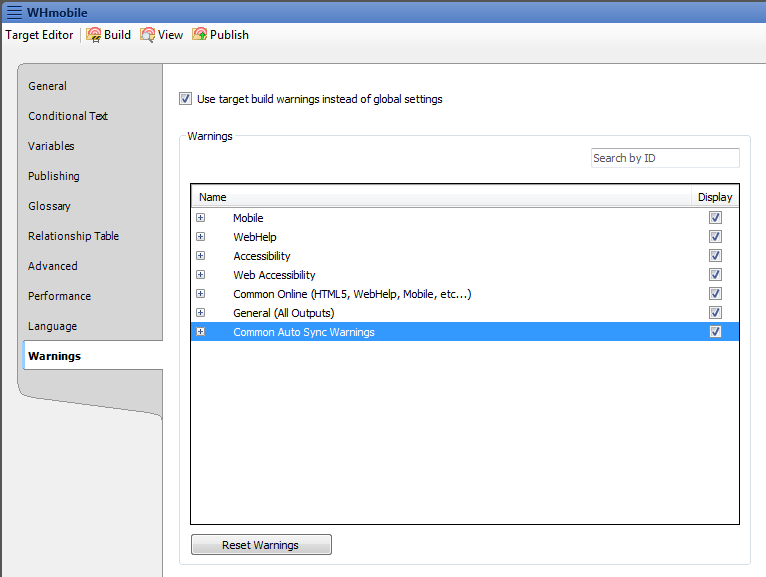 WHmobile
Target Editor Build View Publish
General
Conditional Text
Variables
Publishing
Glossary
Relationship Table
Advanced
Performance
Language
Warnings
Use target build warnings instead of global settings
Warnings
Search by ID
Name Display
Mobile
WebHelp
Accessibility
Web Accessibility
Common Online (HTML5, WebHelp, Mobile, etc...)
General (All Outputs)
Common Auto Sync Warnings
Reset Warnings